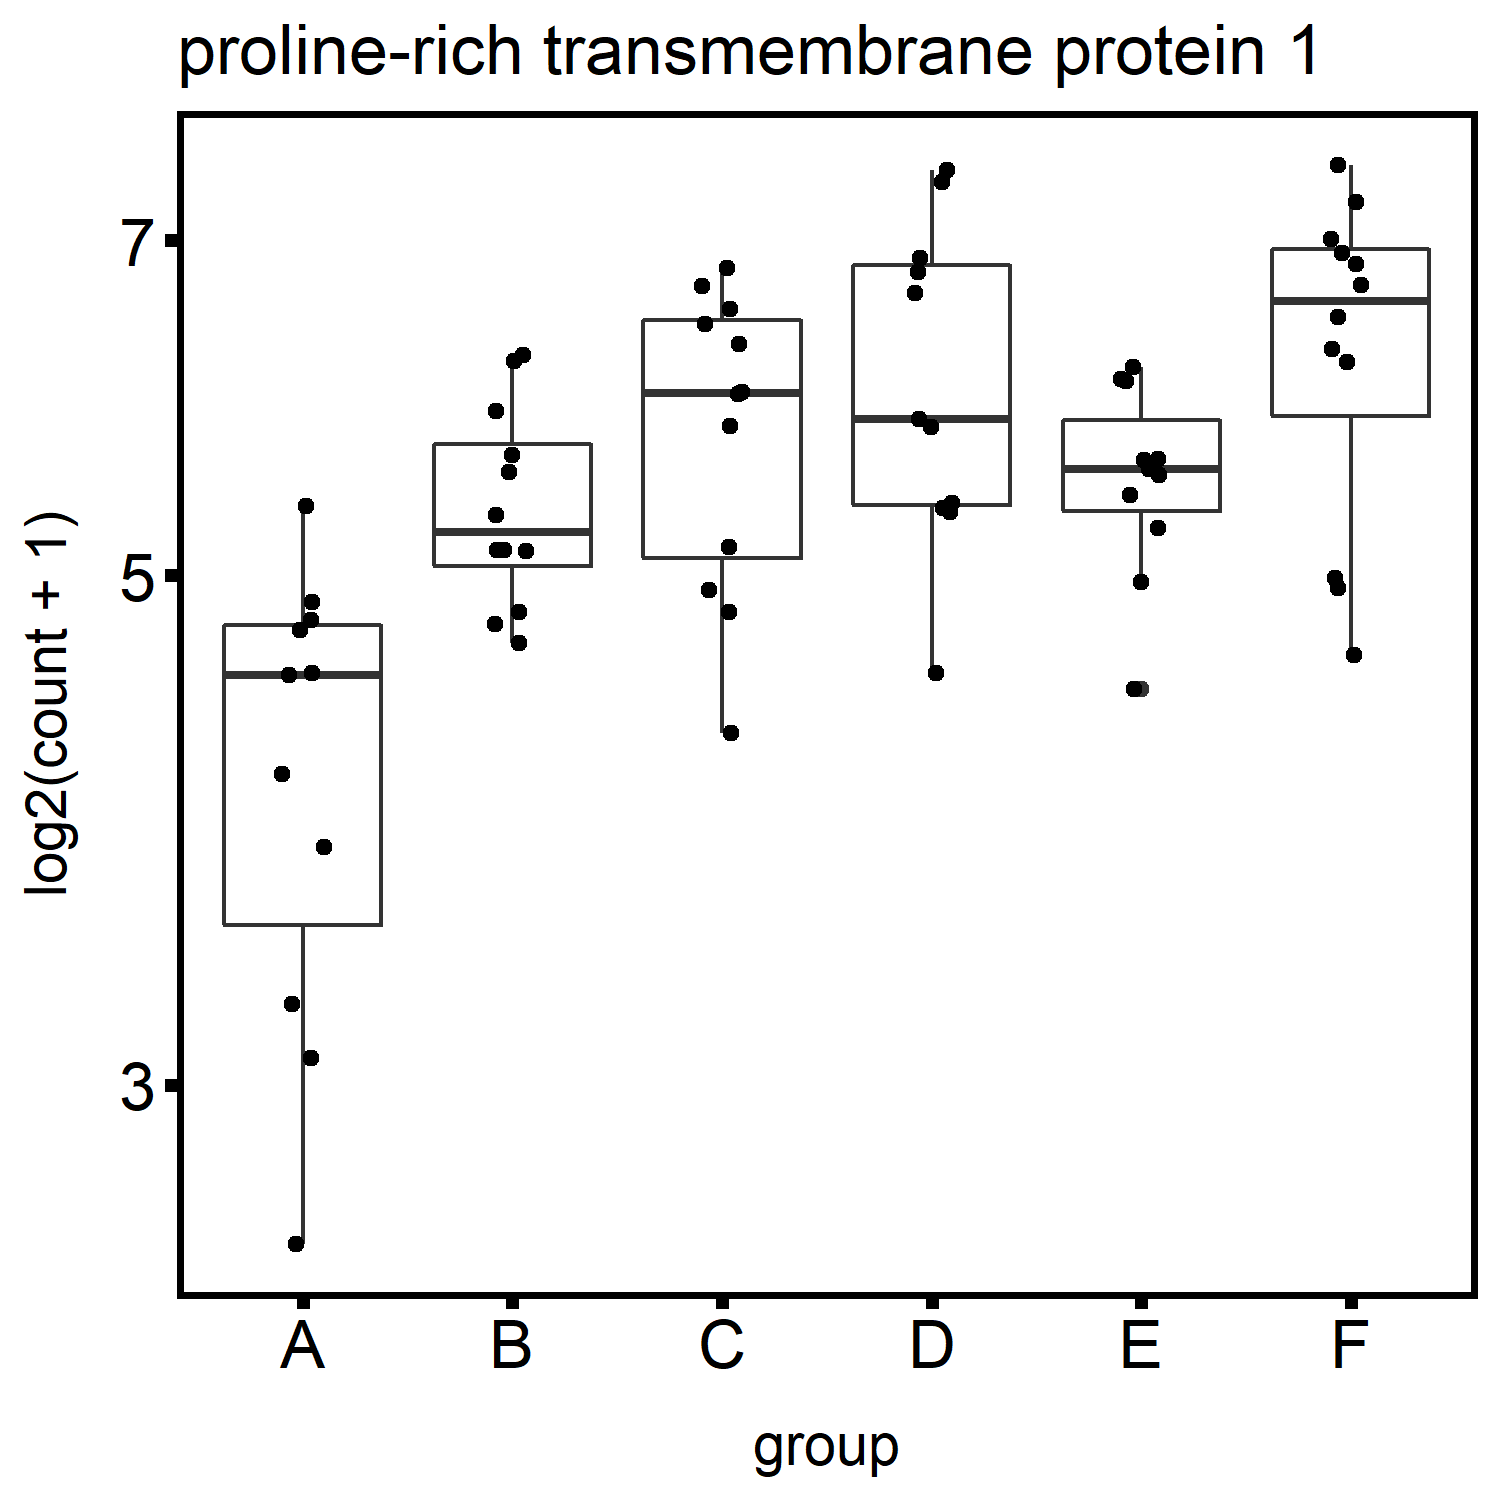 proline-rich transmembrane protein 1
log2(count + 1)
7
5
3
A B C D E F
group